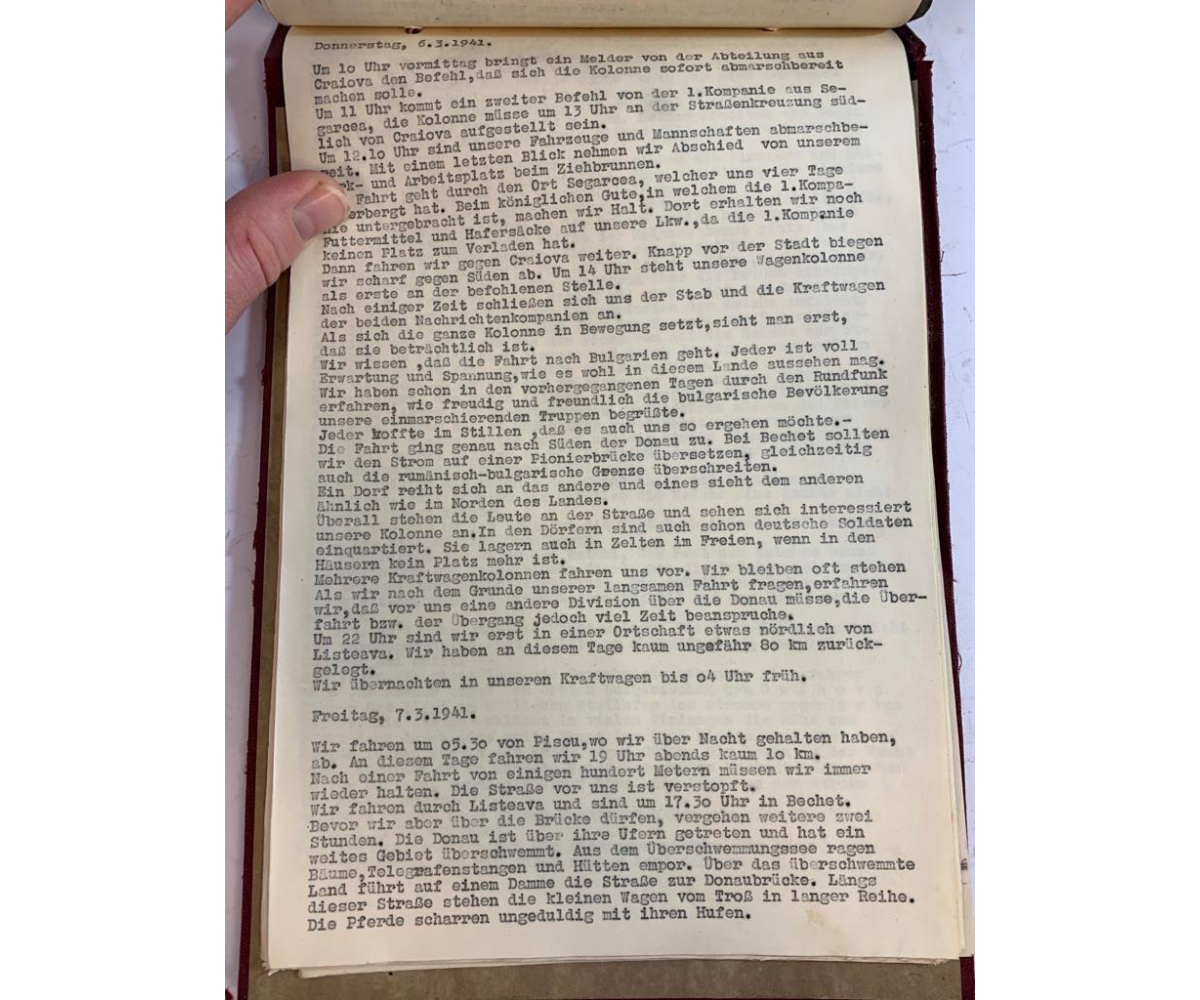 Donnerstag, 6.3.1941.
Um 1o Uhr vormittag bringt ein Melder von der Abteilung aus
Craiova den Befehl,daß sich die Kolonne sofort abmarschbereit
machen solle.
Um 11 Uhr kommt ein zweiter Befehl von der 1.Kompanie aus Se-
garcea, die Kolonne müsse um 13 Uhr an der Straßenkreuzung süd-
lich von Craiova aufgestellt sein.
Um 12.1o Uhr sind unsere Fahrzeuge und Mannschaften abmarschbe-
reit. Mit einem letzten Blick nehmen wir Abschied von unserem
rk- und Arbeitsplatz beim Ziehbrunnen.
Fahrt geht durch den Ort Segarcea, welcher uns vier Tage
erbergt hat. Beim königlichen Gute,in welchem die 1.Kompa-
nie untergebracht ist, machen wir Halt. Dort erhalten wir noch
Futtermittel und Hafersäcke auf unsere Lkw.,da die 1.Kompanie
keinen Platz zum Verladen hat.
Dann fahren wir gegen Craiova weiter. Knapp vor der Stadt biegen
wir scharf gegen Süden ab. Um 14 Uhr steht unsere Wagenkolonne
als erste an der befohlenen Stelle.
Nach einiger Zeit schließen sich uns der Stab und die Kraftwagen
der beiden Nachrichtenkompanien an.
Als sich die ganze Kolonne in Bewegung setzt,sieht man erst,
daß sie beträchtlich ist.
Wir wissen ,daß die Fahrt nach Bulgarien geht. Jeder ist voll
Erwartung und Spannung,wie es wohl in diesem Lande aussehen mag.
Wir haben schon in den vorhergegangenen Tagen durch den Rundfunk
erfahren, wie freudig und freundlich die bulgarische Bevölkerung
unsere einmarschierenden Truppen begrüßte.
Jeder hoffte im Stillen ,daß es auch uns so ergehen möchte.-
Die Fahrt ging genau nach Süden der Donau zu. Bei Bechet sollten
wir den Strom auf einer Pionierbrücke übersetzen, gleichzeitig
auch die rumänisch-bulgarische Grenze überschreiten.
Ein Dorf reiht sich an das andere und eines sieht dem anderen
ähnlich wie im Norden des Landes.
Überall stehen die Leute an der Straße und sehen sich interessiert
unsere Kolonne an.In den Dörfern sind auch schon deutsche Soldaten
einquartiert. Sie lagern auch in Zelten im Freien, wenn in den
Häusern kein Platz mehr ist.
Mehrere Kraftwagenkolonnen fahren uns vor. Wir bleiben oft stehen
Als wir nach dem Grunde unserer langsamen Fahrt fragen,erfahren
wir,daß vor uns eine andere Division über die Donau müsse,die Über-
fahrt bzw. der Übergang jedoch viel Zeit beanspruche.
Um 22 Uhr sind wir erst in einer Ortschaft etwas nördlich von
Listeava. Wir haben an diesem Tage kaum ungefähr 8o km zurück-
gelegt.
Wir übernachten in unseren Kraftwagen bis o4 Uhr früh.
Freitag, 7.3.1941.
Wir fahren um o5.3o von Piscu,wo wir über Nacht gehalten haben,
ab. An diesem Tage fahren wir 19 Uhr abends kaum 1o km.
Nach einer Fahrt von einigen hundert Metern müssen wir immer
wieder halten. Die Straße vor uns ist verstopft.
Wir fahren durch Listeava und sind um 17.3o Uhr in Bechet.
Bevor wir aber über die Brücke dürfen, vergehen weitere zwei
Stunden. Die Donau ist über ihre Ufern getreten und hat ein
weites Gebiet überschwemmt. Aus dem Überschwemmungssee ragen
Bäume,Telegrafenstangen und Hütten empor. Über das überschwemmte
Land führt auf einem Damme die Straße zur Donaubrücke. Längs
dieser Straße stehen die kleinen Wagen vom Troß in langer Reihe.
Die Pferde scharren ungeduldig mit ihren Hufen.